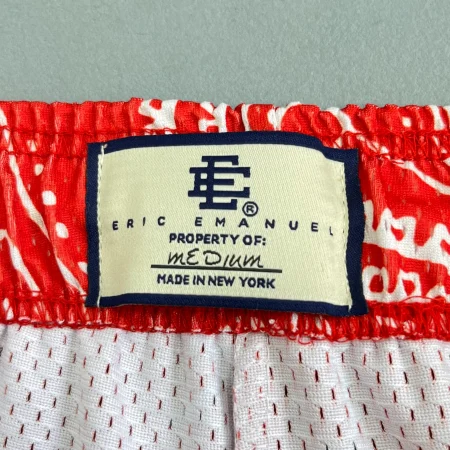 EE®
ERIC EMANUEL
PROPERTY OF:
mEDIum
MADE IN NEW YORK